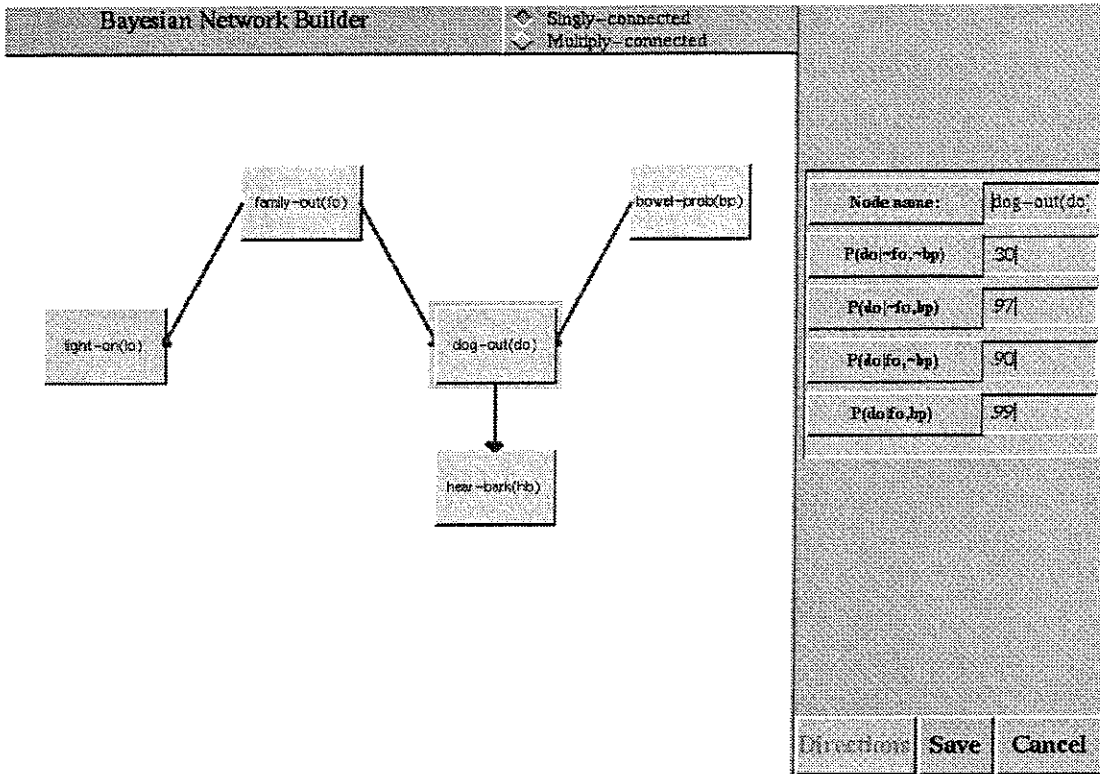 Bayesian Network Builder
Singly-connected
Multiply-connected
family-out(fo)
bowel-prob(bp)
light-on(lo)
dog-out(do)
hear-bark(hb)
Node name: dog-out(do)
P(do|~fo,~bp) .30
P(do|~fo,bp) .97
P(do|fo,~bp) .90
P(do|fo,bp) .99
Directions Save Cancel